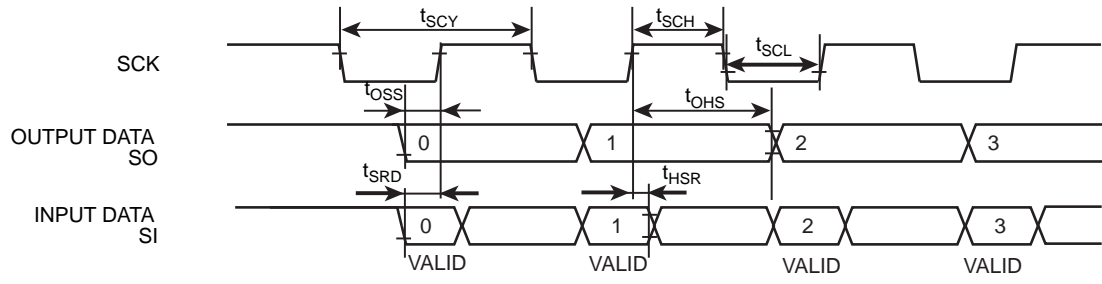 tSCY
tSCH
SCK
tSCL
tOSS
tOHS
OUTPUT DATA
SO
0 1 2 3
tSRD
tHSR
INPUT DATA
SI
0 1 2 3
VALID VALID VALID VALID